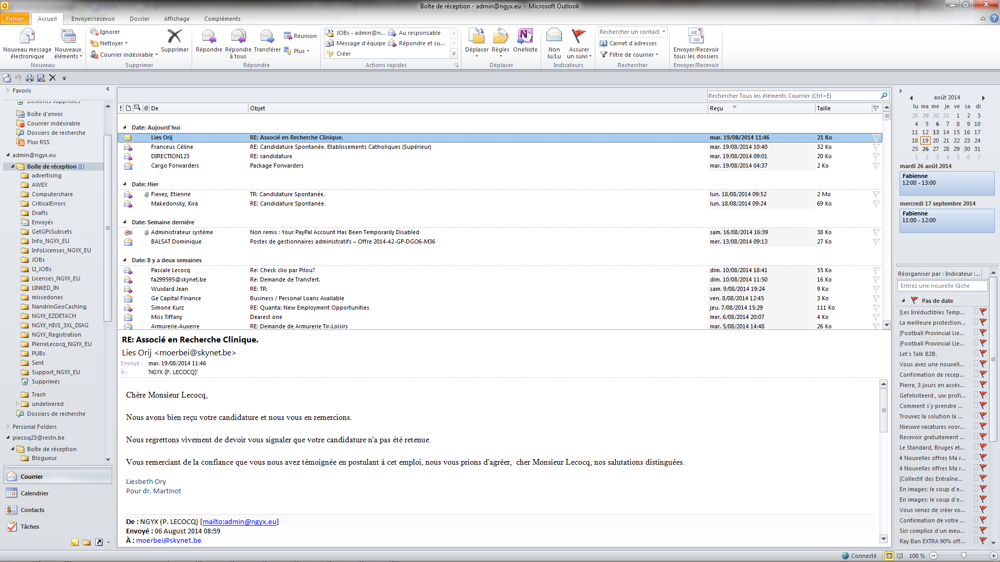 Boîte de réception - admin@ngyx.eu - Microsoft Outlook
Fichier Accueil Envoyer/recevoir Dossier Affichage Compléments
Nouveau message électronique
Nouveaux éléments
Nouveau
Ignorer
Nettoyer
Courrier indésirable
Supprimer
Supprimer
Répondre
Répondre à tous
Transférer
Réunion
Plus
Répondre
JOBs - admin@n...
Au responsable
Message d'équipe
Répondre et su...
Créer
Actions rapides
Déplacer
Règles
OneNote
Déplacer
Non lu/Lu
Assurer un suivi
Indicateurs
Rechercher un contact
Carnet d'adresses
Filtre de courrier
Rechercher
Envoyer/Recevoir tous les dossiers
Envoyer/Recevoir
Favoris
Eléments supprimés
Boîte d'envoi
Courrier indésirable
Dossiers de recherche
Flux RSS
admin@ngyx.eu
Boîte de réception (1)
advertising
AWEX
Computershare
CriticalErrors
Drafts
Envoyés
GetGPsSubsets
Info_NGYX_EU
InfoLicenses_NGYX_EU
JOBs
LI_JOBs
Licenses_NGYX_EU
LINKED_IN
missedones
NandrinGeoCaching
NGYX_EZDETACH
NGYX_HIV1_3XL_DIAG
NGYX_Registration
PierreLecocq_NGYX_EU
PUBs
Sent
Support_NGYX_EU
Supprimés
Trash
undelivered
Dossiers de recherche
Personal Folders
piecoq23@restn.be
Boîte de réception
Blogueur
Courrier
Calendrier
Contacts
Tâches
Rechercher Tous les éléments Courrier (Ctrl+E)
De Objet Reçu Taille
Date: Aujourd'hui
Lies Orij RE: Associé en Recherche Clinique. mar. 19/08/2014 11:46 21 Ko
Franceus Céline RE: Candidature Spontanée. Etablissements Catholiques (Supérieur) mar. 19/08/2014 10:40 32 Ko
DIRECTION123 RE: candidature mar. 19/08/2014 09:01 20 Ko
Cargo Forwarders Package Forwarders mar. 19/08/2014 04:37 2 Ko
Date: Hier
Fievez, Etienne TR: Candidature Spontanée. lun. 18/08/2014 09:52 2 Mo
Makedonsky, Kira RE: Candidature Spontanée. lun. 18/08/2014 09:24 69 Ko
Date: Semaine dernière
Administrateur système Non remis : Your PayPal Account Has Been Temporarily Disabled sam. 16/08/2014 16:39 38 Ko
BALSAT Dominique Postes de gestionnaires administratifs – Offre 2014-42-GP-DGO6-M36 mer. 13/08/2014 09:13 27 Ko
Date: Il y a deux semaines
Pascale Lecocq Re: Check clio par Pilou? dim. 10/08/2014 18:41 55 Ko
fa299595@skynet.be Re: Demande de Transfert. dim. 10/08/2014 11:50 16 Ko
Wuidard Jean RE: TR: sam. 9/08/2014 19:24 9 Ko
Ge Capital Finance Business / Personal Loans Available ven. 8/08/2014 12:45 3 Ko
Simone Kurz RE: Quanta: New Employment Opportunities jeu. 7/08/2014 15:29 111 Ko
Miss Tiffany Dearest one mer. 6/08/2014 20:07 4 Ko
Armurerie-Auxerre RE: Demande de Armurerie Tir-Loisirs mar. 5/08/2014 14:48 26 Ko
RE: Associé en Recherche Clinique.
Lies Orij <moerbei@skynet.be>
Envoyé : mar. 19/08/2014 11:46
À : 'NGYX (P. LECOCQ)'
Chère Monsieur Lecocq,
Nous avons bien reçu votre candidature et nous vous en remercions.
Nous regrettons vivement de devoir vous signaler que votre candidature n'a pas été retenue.
Vous remerciant de la confiance que vous nous avez témoignée en postulant à cet emploi, nous vous prions d'agréer, cher Monsieur Lecocq, nos salutations distinguées.
Liesbeth Ory
Pour dr. Martinot
De : NGYX (P. LECOCQ) [mailto:admin@ngyx.eu]
Envoyé : 06 August 2014 08:59
À : moerbei@skynet.be
août 2014
lu ma me je ve sa di
28 29 30 31 1 2 3
4 5 6 7 8 9 10
11 12 13 14 15 16 17
18 19 20 21 22 23 24
25 26 27 28 29 30 31
1 2 3 4 5 6 7
mardi 26 août 2014
Fabienne
12:00 - 13:00
mercredi 17 septembre 2014
Fabienne
11:00 - 12:00
Réorganiser par : Indicateur :...
Entrez une nouvelle tâche
Pas de date
[Les Irréductibles Temp...
La meilleure protection...
[Football Provincial Lie...
[Football Provincial Lie...
Let's Talk B2B.
Vous avez une nouvell...
Confirmation de recep...
Pierre, 3 jours en accès...
Gefeliciteerd , uw profi...
Comment s'y prendre ...
Trouvez la solution la ...
Nieuwe vacatures voor...
Recevoir gratuitement ...
Le Standard, Bruges et...
4 Nouvelles offres Ma r...
4 Nouvelles offres Ma r...
[Collectif des Entraîne...
En images: le coup d'e...
En images: le coup d'e...
Vous venez de créer vo...
Confirmation de votre ...
Siri complice d'un meu...
Ray Ban EXTRA 90% off...
Connecté 100 %